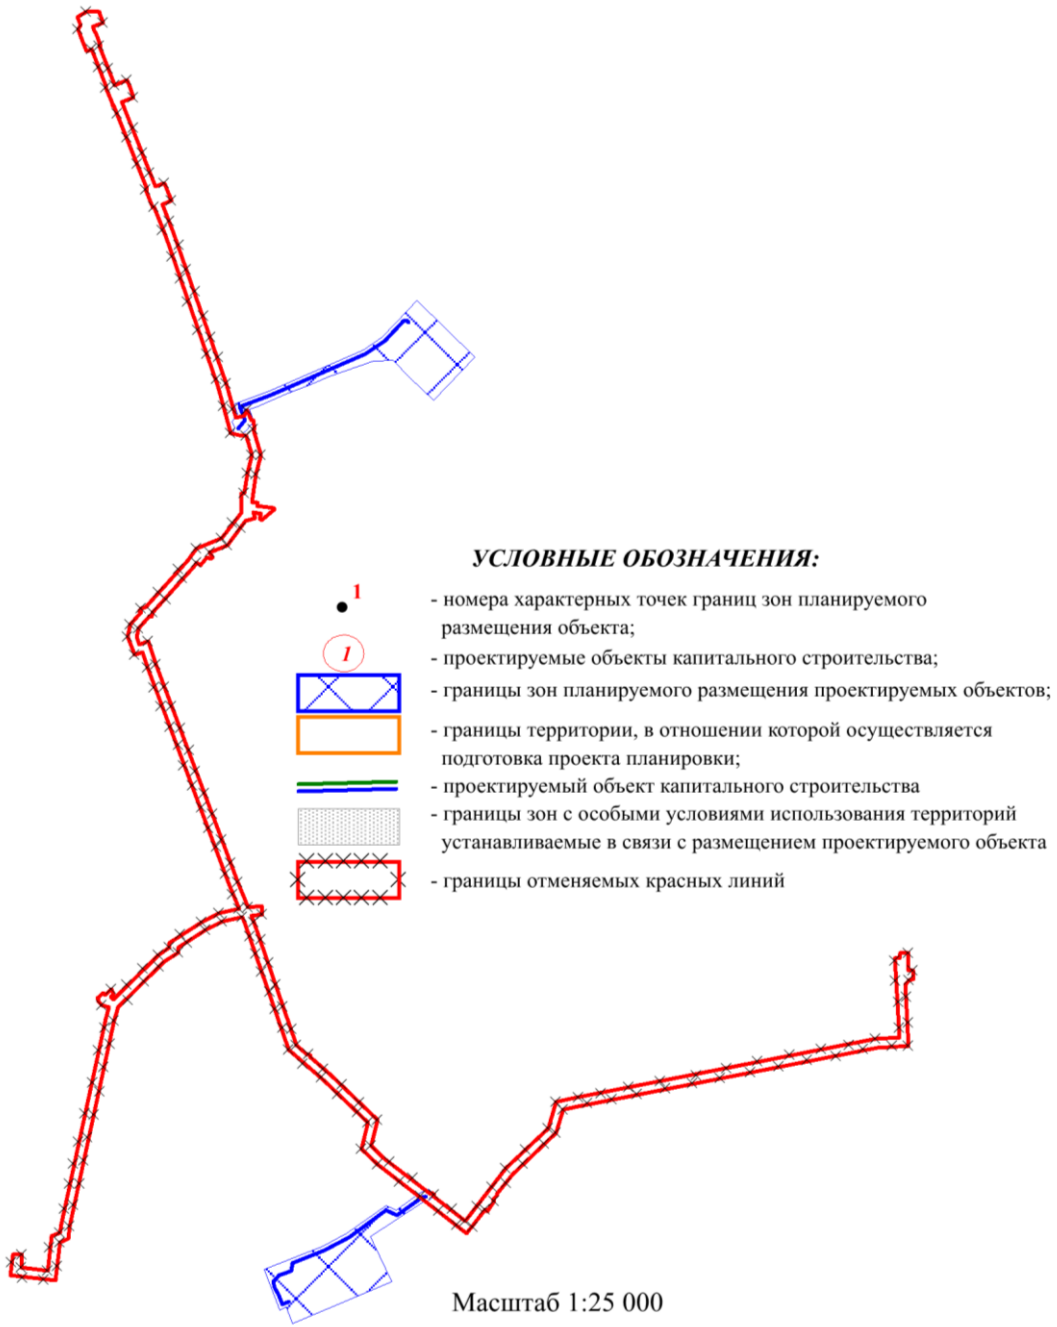 УСЛОВНЫЕ ОБОЗНАЧЕНИЯ:
1
- номера характерных точек границ зон планируемого
размещения объекта;
1
- проектируемые объекты капитального строительства;
- границы зон планируемого размещения проектируемых объектов;
- границы территории, в отношении которой осуществляется
подготовка проекта планировки;
- проектируемый объект капитального строительства
- границы зон с особыми условиями использования территорий
устанавливаемые в связи с размещением проектируемого объекта
- границы отменяемых красных линий
Масштаб 1:25 000